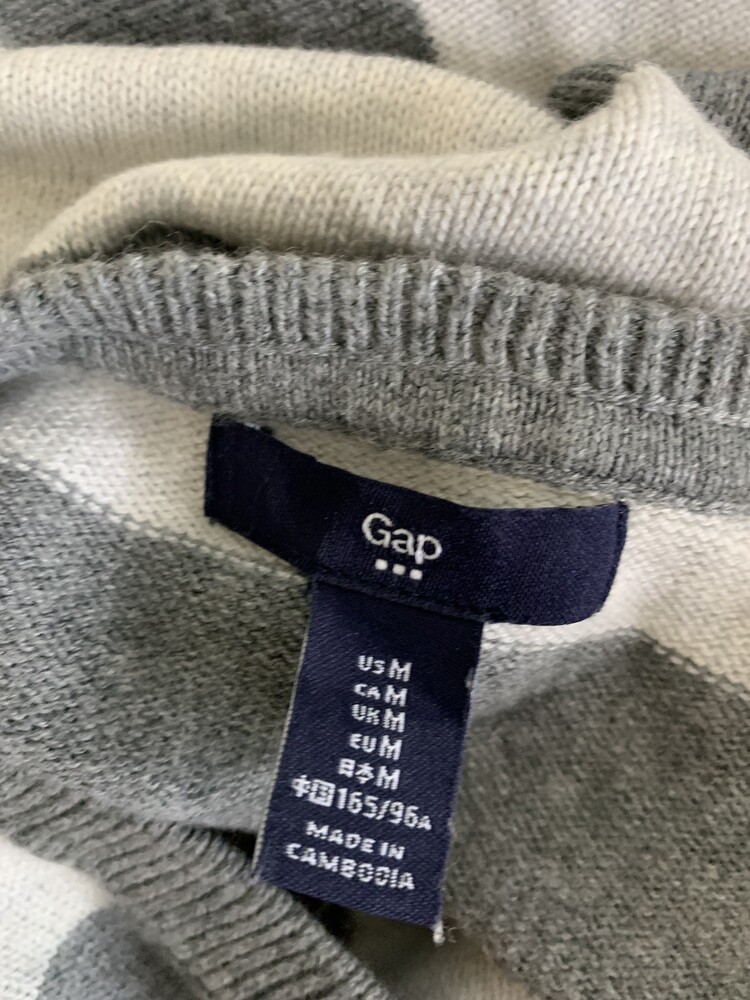 Gap
US M
CA M
UK M
EU M
日本 M
中国 165/96A
MADE IN
CAMBODIA